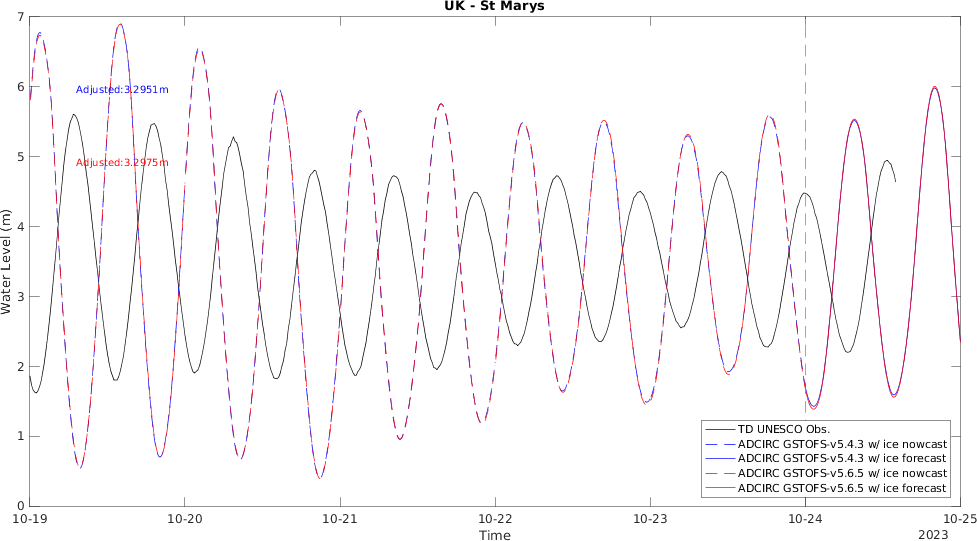 UK - St Marys
Water Level (m)
7
6
5
4
3
2
1
0
Adjusted:3.2951m
Adjusted:3.2975m
TD UNESCO Obs.
ADCIRC GSTOFS-v5.4.3 w/ ice nowcast
ADCIRC GSTOFS-v5.4.3 w/ ice forecast
ADCIRC GSTOFS-v5.6.5 w/ ice nowcast
ADCIRC GSTOFS-v5.6.5 w/ ice forecast
10-19 10-20 10-21 10-22 10-23 10-24 10-25
Time
2023